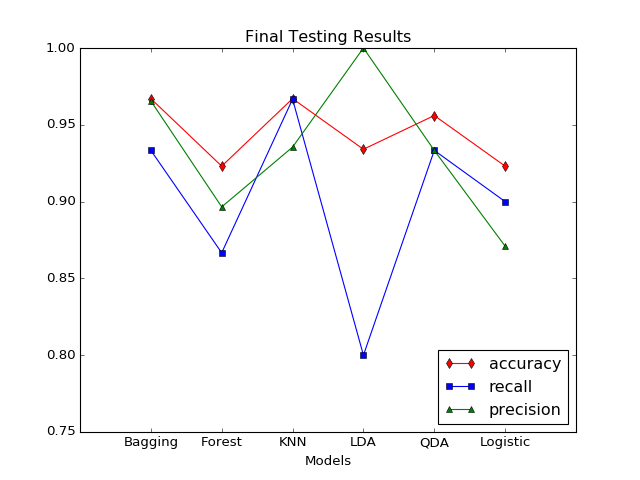 Final Testing Results
1.00
0.95
0.90
0.85
0.80
0.75
accuracy
recall
precision
Bagging Forest KNN LDA QDA Logistic
Models